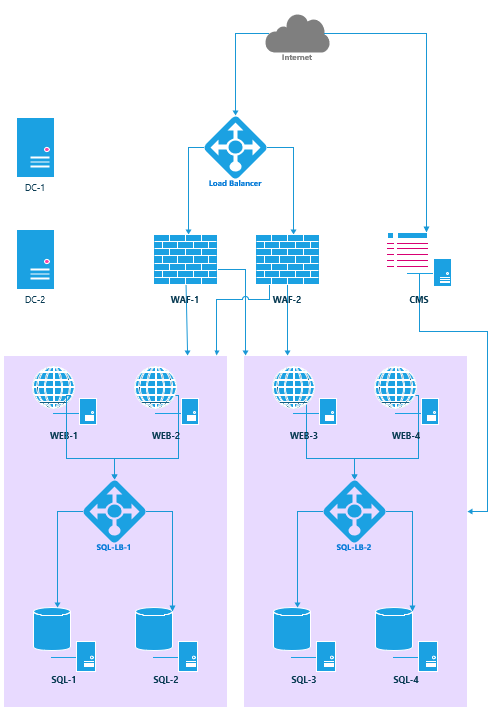 Internet
Load Balancer
DC-1
DC-2
WAF-1
WAF-2
CMS
WEB-1
WEB-2
WEB-3
WEB-4
SQL-LB-1
SQL-LB-2
SQL-1
SQL-2
SQL-3
SQL-4